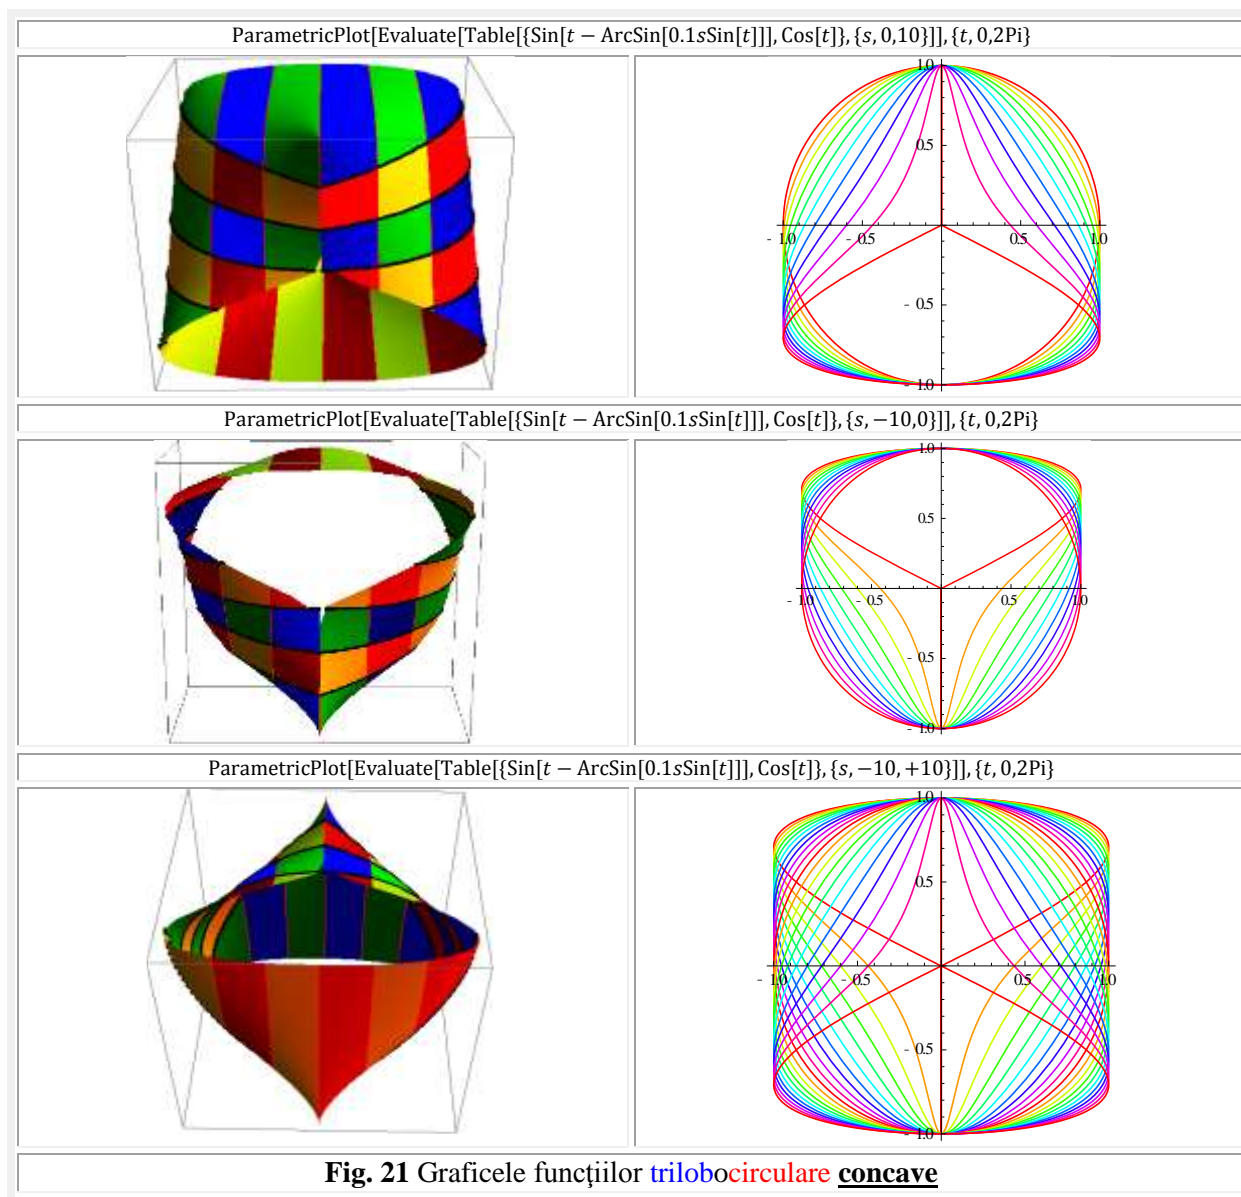 ParametricPlot[Evaluate[Table[{Sin[t − ArcSin[0.1sSin[t]]], Cos[t]}, {s, 0,10}]], {t, 0,2Pi}
1.0
0.5
- 1.0 - 0.5 0.5 1.0
- 0.5
- 1.0
ParametricPlot[Evaluate[Table[{Sin[t − ArcSin[0.1sSin[t]]], Cos[t]}, {s, −10,0}]], {t, 0,2Pi}
1.0
0.5
- 1.0 - 0.5 0.5 1.0
- 0.5
- 1.0
ParametricPlot[Evaluate[Table[{Sin[t − ArcSin[0.1sSin[t]]], Cos[t]}, {s, −10, +10}]], {t, 0,2Pi}
1.0
0.5
- 1.0 - 0.5 0.5 1.0
- 0.5
- 1.0
Fig. 21 Graficele funcţiilor trilobocirculare concave